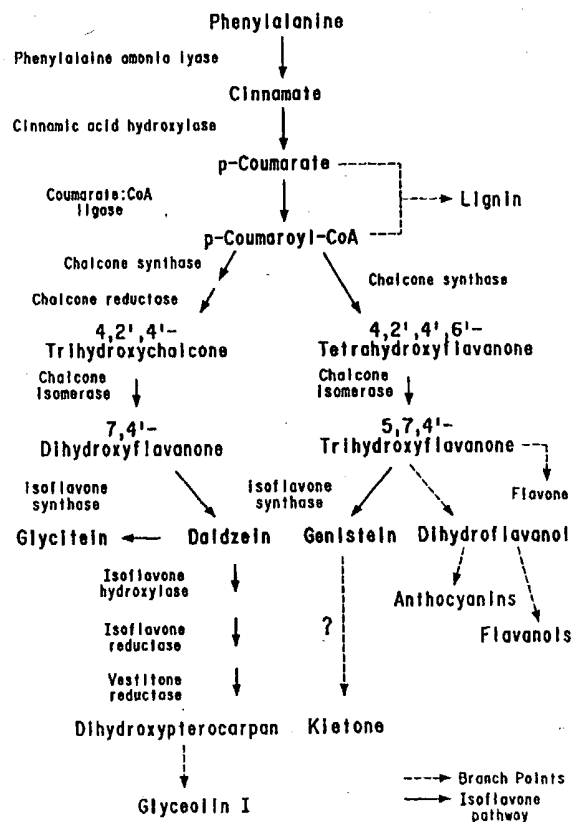 Phenylalanine
Phenylalaine amonia lyase
Cinnamate
Cinnamic acid hydroxylase
p-Coumarate
Coumarate:CoA
ligase
Lignin
p-Coumaroyl-CoA
Chalcone synthase
Chalcone synthase
Chalcone reductase
4,2',4'-
Trihydroxychalcone
4,2',4',6'-
Tetrahydroxyflavanone
Chalcone
isomerase
Chalcone
isomerase
7,4'-
Dihydroxyflavanone
5,7,4'-
Trihydroxyflavanone
Isoflavone
synthase
Isoflavone
synthase
Flavone
Glycitein
Daidzein
Genistein
Dihydroflavanol
Isoflavone
hydroxylase
Anthocyanins
Isoflavone
reductase
?
Flavanols
Vestitone
reductase
Dihydroxypterocarpan
Kietone
Glyceolin I
Branch Points
Isoflavone
pathway